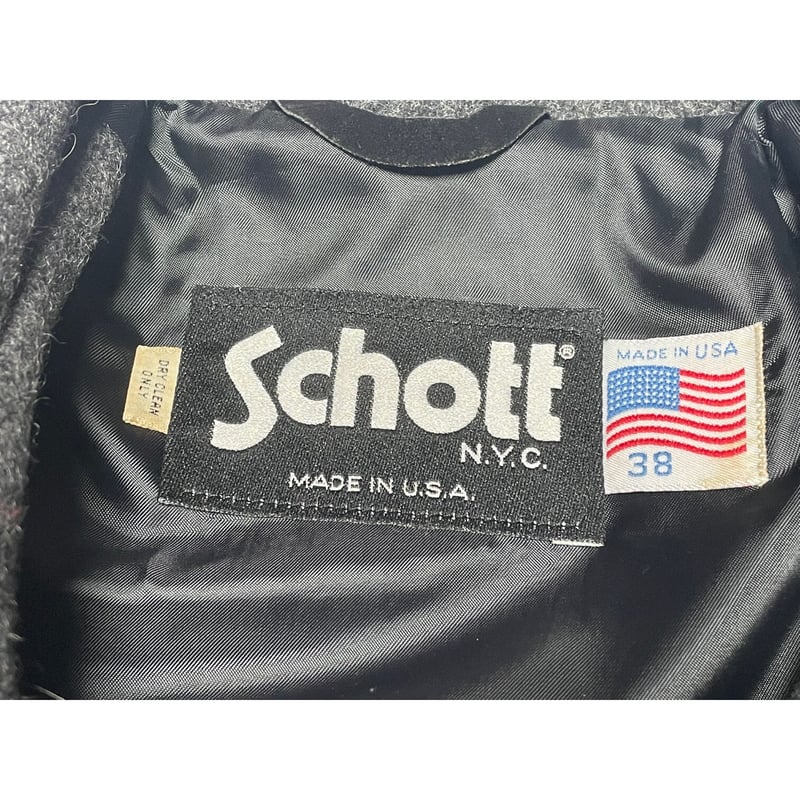 DRY CLEAN
ONLY
Schott®
N.Y.C.
MADE IN U.S.A.
MADE IN USA
38